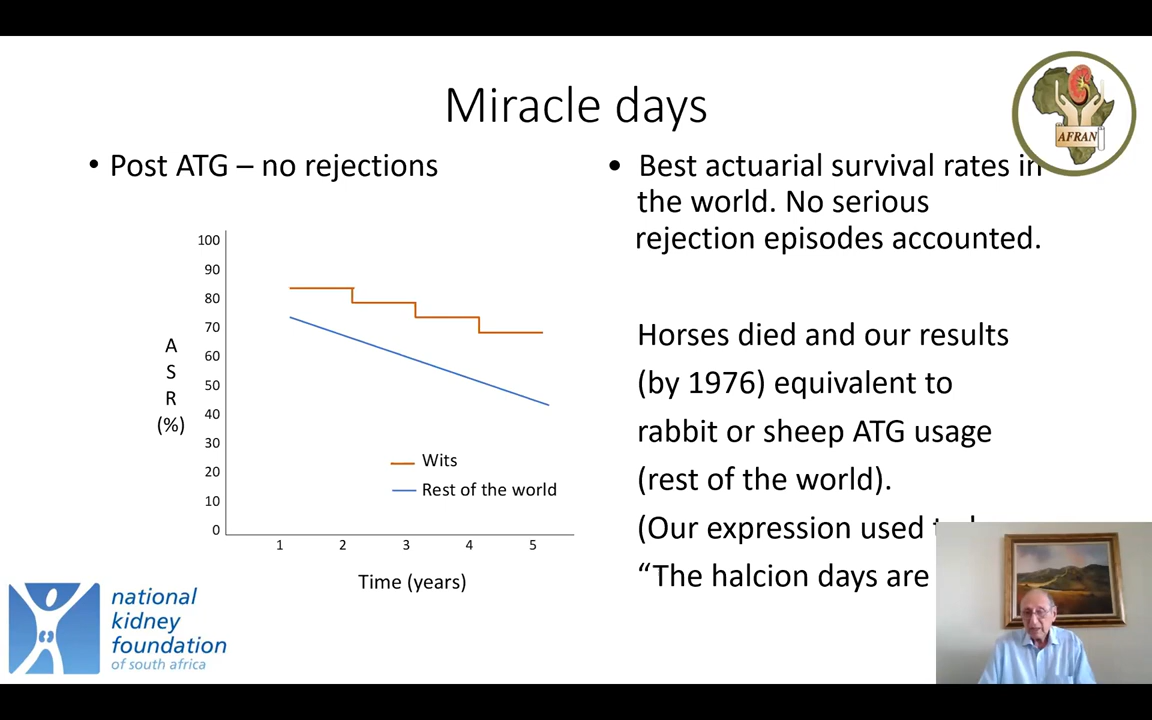 Miracle days
AFRAN
• Post ATG – no rejections
100
90
80
70
60
50
40
30
20
10
0
A
S
R
(%)
Wits
Rest of the world
1 2 3 4 5
Time (years)
• Best actuarial survival rates in
the world. No serious
rejection episodes accounted.
Horses died and our results
(by 1976) equivalent to
rabbit or sheep ATG usage
(rest of the world).
(Our expression used
“The halcion days are
national
kidney
foundation
of south africa